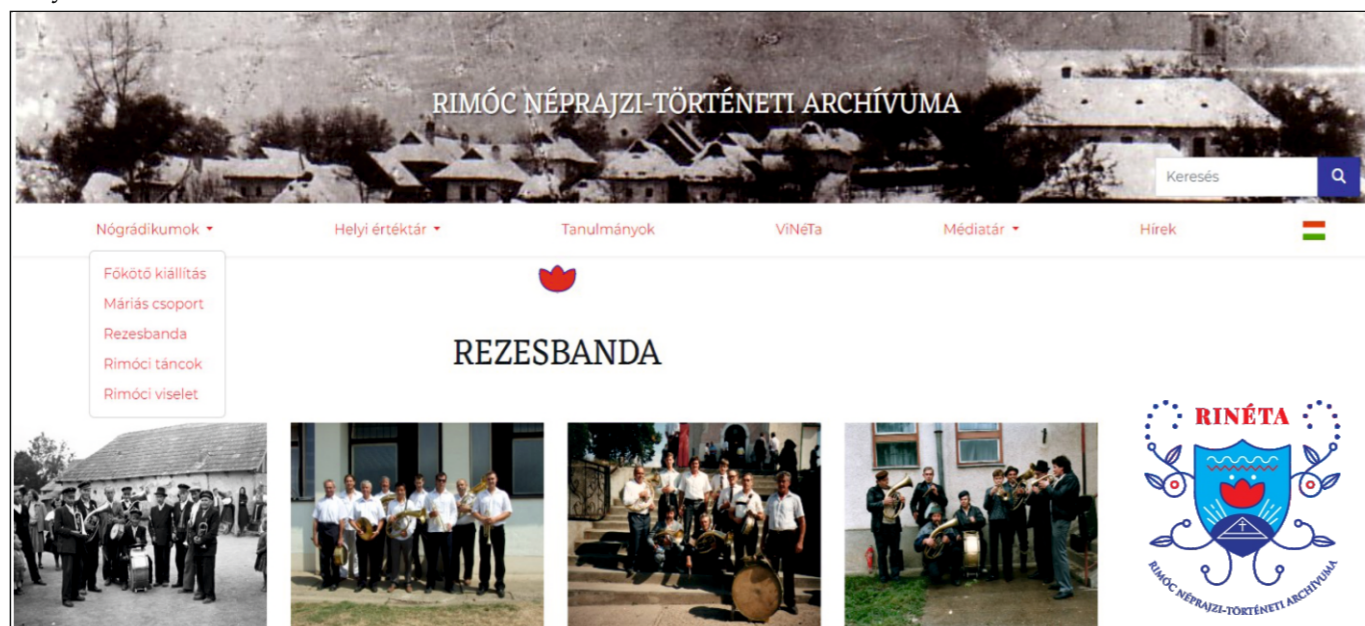 RIMÓC NÉPRAJZI-TÖRTÉNETI ARCHÍVUMA
Keresés
Nógrádikumok Helyi értéktár Tanulmányok ViNéTa Médiatár Hírek
Főkötő kiállítás
Máriás csoport
Rezesbanda
Rimóci táncok
Rimóci viselet
REZESBANDA
RINÉTA
RIMÓC NÉPRAJZI-TÖRTÉNETI ARCHÍVUMA